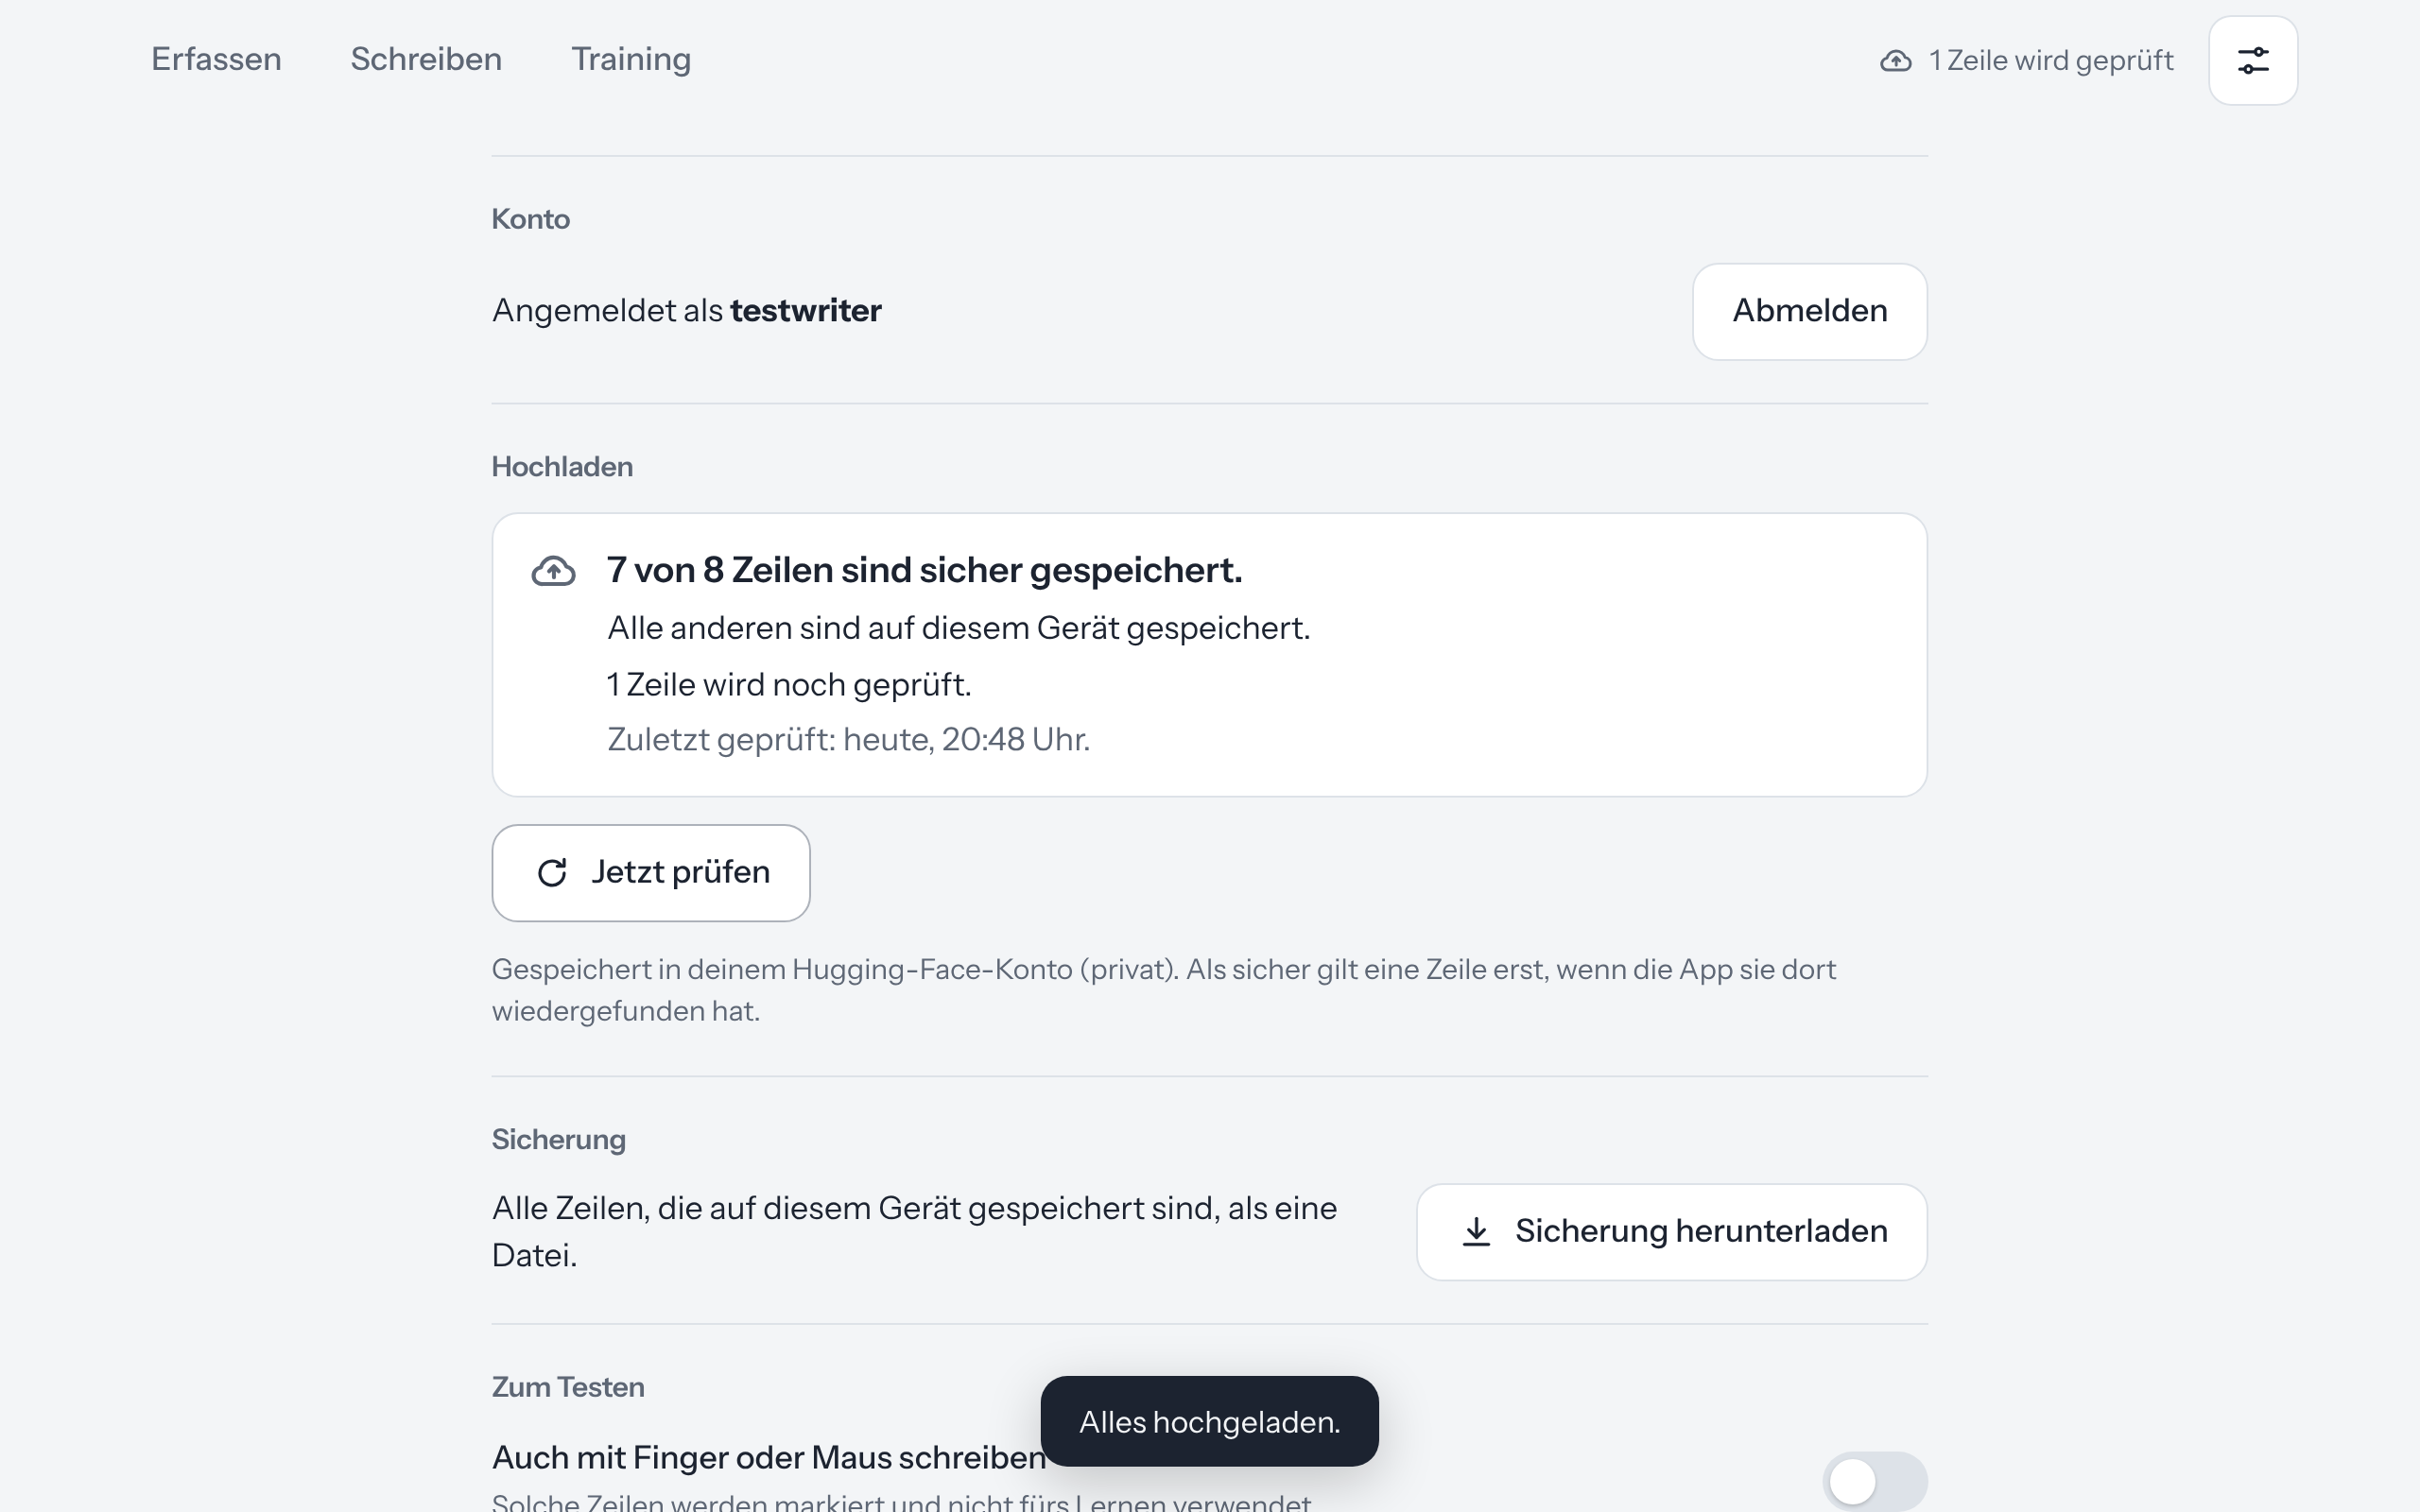 Erfassen Schreiben Training 1 Zeile wird geprüft
Konto
Angemeldet als testwriter Abmelden
Hochladen
7 von 8 Zeilen sind sicher gespeichert.
Alle anderen sind auf diesem Gerät gespeichert.
1 Zeile wird noch geprüft.
Zuletzt geprüft: heute, 20:48 Uhr.
Jetzt prüfen
Gespeichert in deinem Hugging-Face-Konto (privat). Als sicher gilt eine Zeile erst, wenn die App sie dort
wiedergefunden hat.
Sicherung
Alle Zeilen, die auf diesem Gerät gespeichert sind, als eine
Datei.
Sicherung herunterladen
Zum Testen
Alles hochgeladen.
Auch mit Finger oder Maus schreiben
Solche Zeilen werden markiert und nicht fürs Lernen verwendet